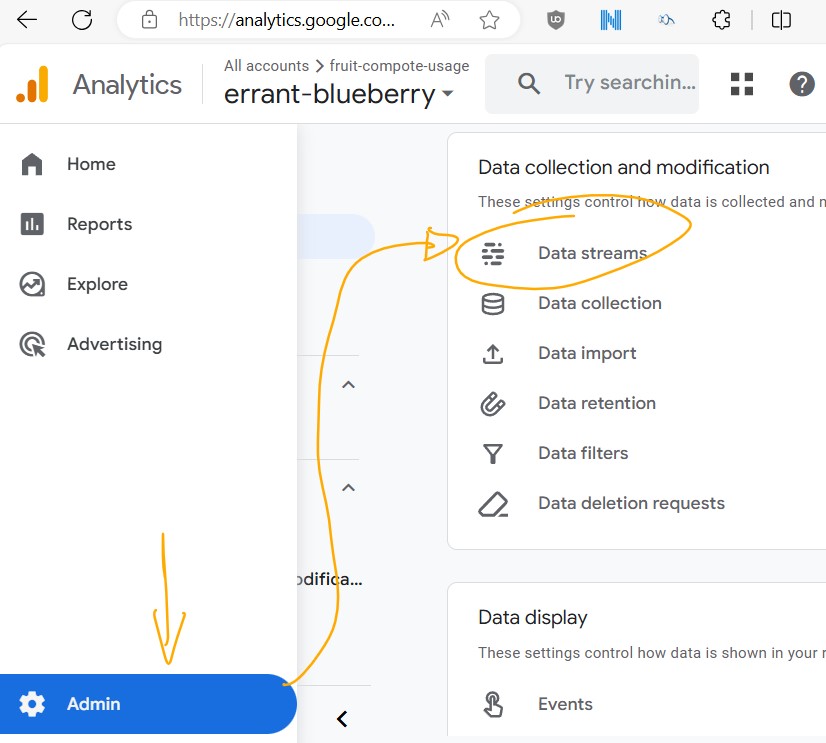 https://analytics.google.co...
Analytics
All accounts > fruit-compote-usage
errant-blueberry
Try searchin...
Home
Reports
Explore
Advertising
odifica...
Admin
Data collection and modification
These settings control how data is collected and m
Data streams
Data collection
Data import
Data retention
Data filters
Data deletion requests
Data display
These settings control how data is shown in your r
Events